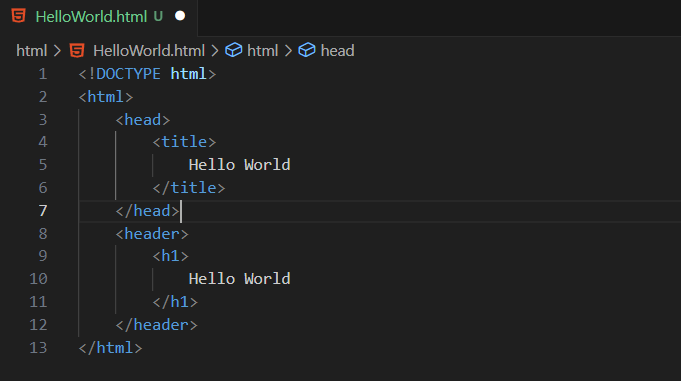 HelloWorld.html U
html > HelloWorld.html > html > head
1 <!DOCTYPE html>
2 <html>
3     <head>
4         <title>
5             Hello World
6         </title>
7     </head>
8     <header>
9         <h1>
10             Hello World
11         </h1>
12     </header>
13 </html>